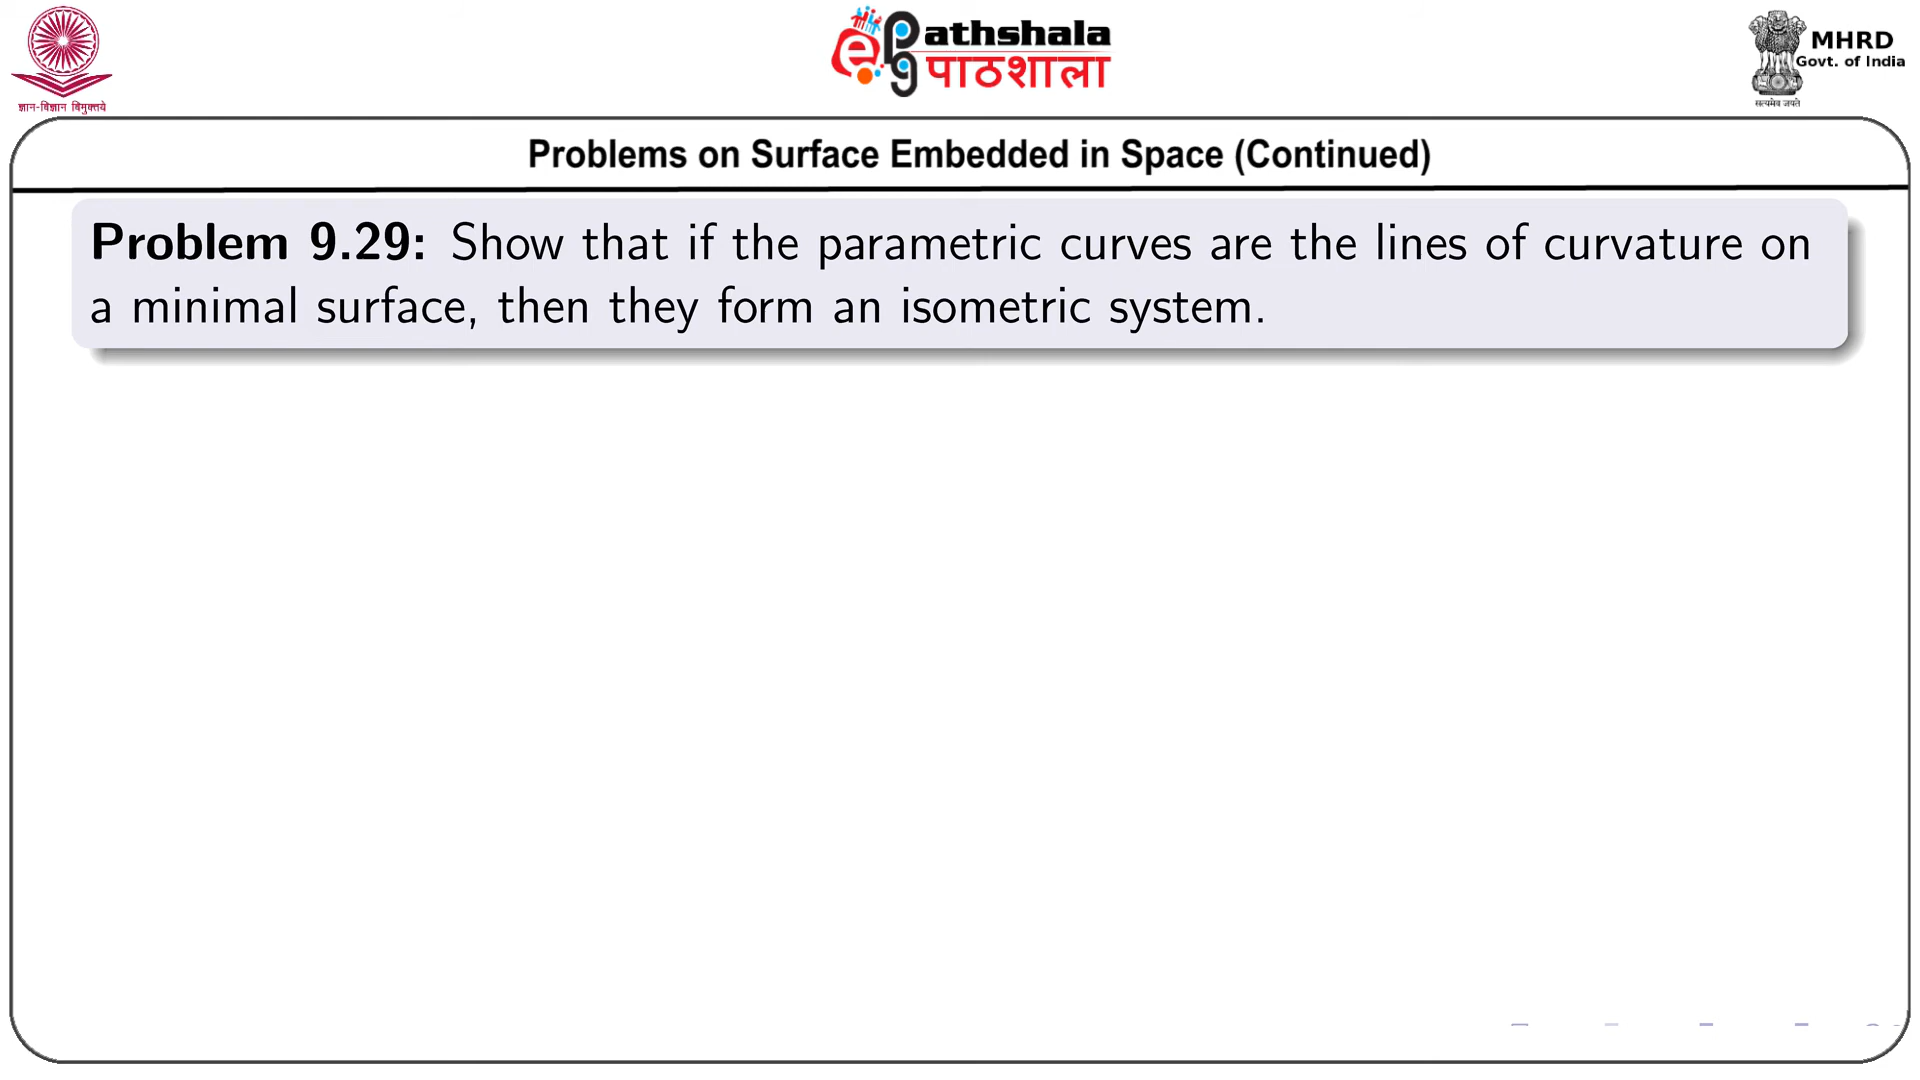 ज्ञान-विज्ञान विमुक्तये
ePG Pathshala
पाठशाला
MHRD
Govt. of India
सत्यमेव जयते
Problems on Surface Embedded in Space (Continued)
Problem 9.29: Show that if the parametric curves are the lines of curvature on
a minimal surface, then they form an isometric system.